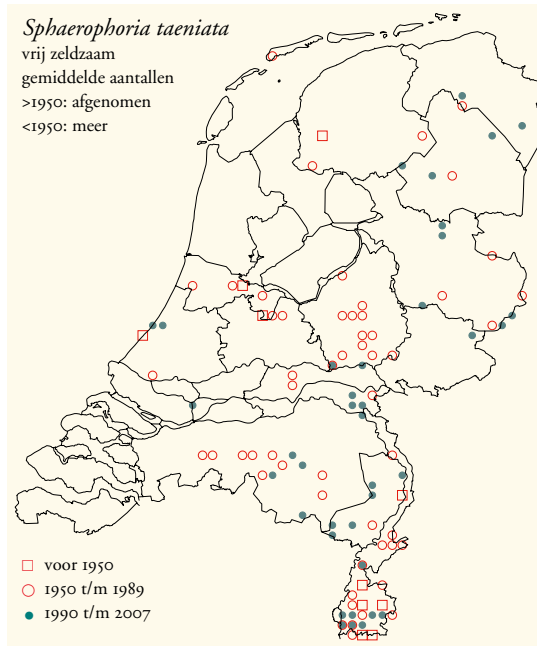 Sphaerophoria taeniata
vrij zeldzaam
gemiddelde aantallen
>1950: afgenomen
<1950: meer
voor 1950
1950 t/m 1989
1990 t/m 2007